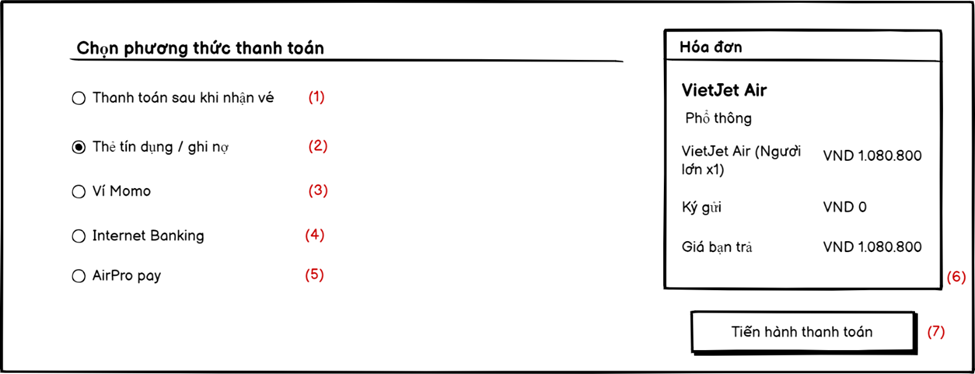 Chọn phương thức thanh toán
Thanh toán sau khi nhận vé (1)
Thẻ tín dụng / ghi nợ (2)
Ví Momo (3)
Internet Banking (4)
AirPro pay (5)
Hóa đơn
VietJet Air
Phổ thông
VietJet Air (Người VND 1.080.800
lớn x1)
Ký gửi VND 0
Giá bạn trả VND 1.080.800
(6)
Tiến hành thanh toán (7)